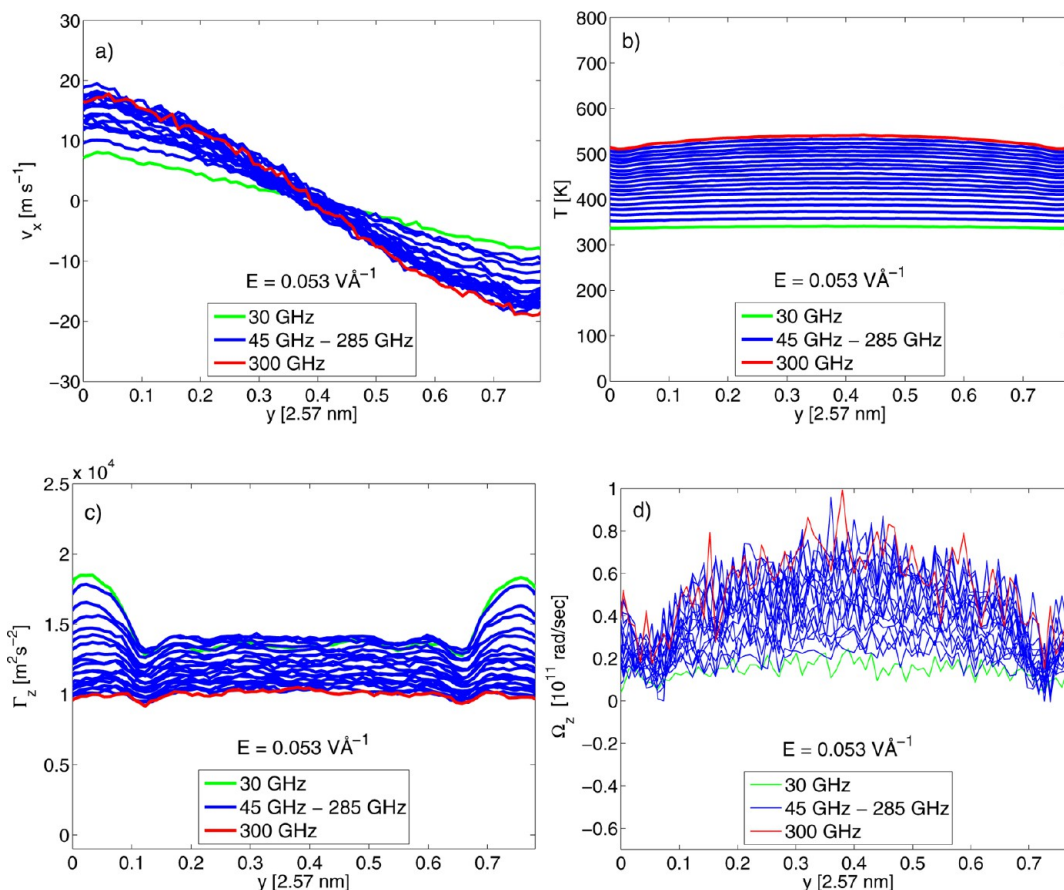 a)
30
20
10
0
−10
−20
−30
v_x [m s⁻¹]
E = 0.053 VÅ⁻¹
30 GHz
45 GHz − 285 GHz
300 GHz
0 0.1 0.2 0.3 0.4 0.5 0.6 0.7
y [2.57 nm]
b)
800
700
600
500
400
300
200
100
0
T [K]
E = 0.053 VÅ⁻¹
30 GHz
45 GHz − 285 GHz
300 GHz
0 0.1 0.2 0.3 0.4 0.5 0.6 0.7
y [2.57 nm]
x 10⁴
c)
2.5
2
1.5
1
0.5
0
Γ_z [m²s⁻²]
E = 0.053 VÅ⁻¹
30 GHz
45 GHz − 285 GHz
300 GHz
0 0.1 0.2 0.3 0.4 0.5 0.6 0.7
y [2.57 nm]
d)
1
0.8
0.6
0.4
0.2
0
−0.2
−0.4
−0.6
Ω_z [10¹¹ rad/sec]
E = 0.053 VÅ⁻¹
30 GHz
45 GHz − 285 GHz
300 GHz
0 0.1 0.2 0.3 0.4 0.5 0.6 0.7
y [2.57 nm]